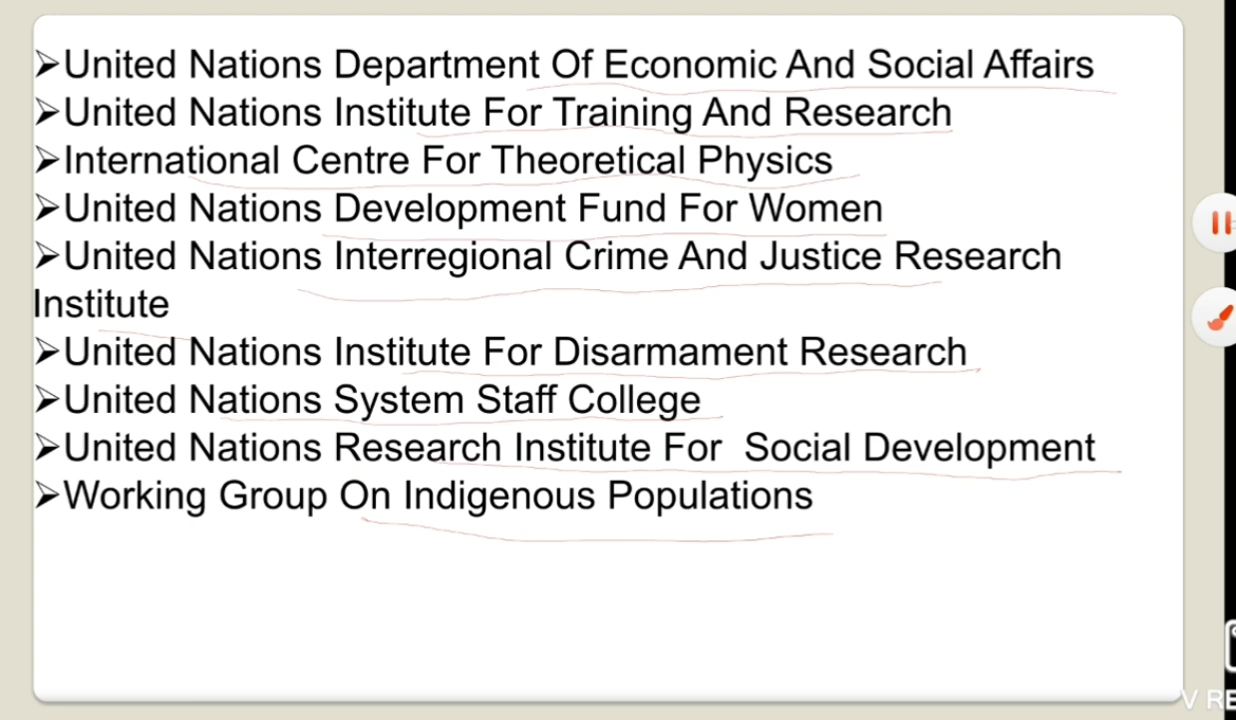 ➢United Nations Department Of Economic And Social Affairs
➢United Nations Institute For Training And Research
➢International Centre For Theoretical Physics
➢United Nations Development Fund For Women
➢United Nations Interregional Crime And Justice Research
Institute
➢United Nations Institute For Disarmament Research
➢United Nations System Staff College
➢United Nations Research Institute For  Social Development
➢Working Group On Indigenous Populations
V RE